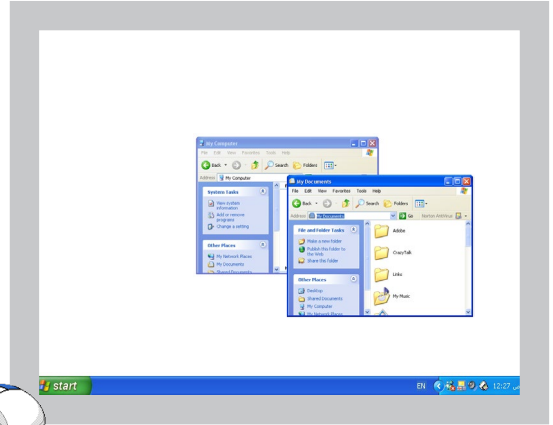 My Computer
File Edit View Favorites Tools Help
Back Search Folders
Address My Computer
System Tasks
View system
information
Add or remove
programs
Change a setting
Other Places
My Network Places
My Documents
Shared Documents
My Documents
File Edit View Favorites Tools Help
Back Search Folders
Address My Documents Go Norton AntiVirus
File and Folder Tasks
Make a new folder
Publish this folder to
the Web
Share this folder
Other Places
Desktop
Shared Documents
My Computer
My Network Places
Adobe
CrazyTalk
Links
My Music
start
EN 12:27 ص